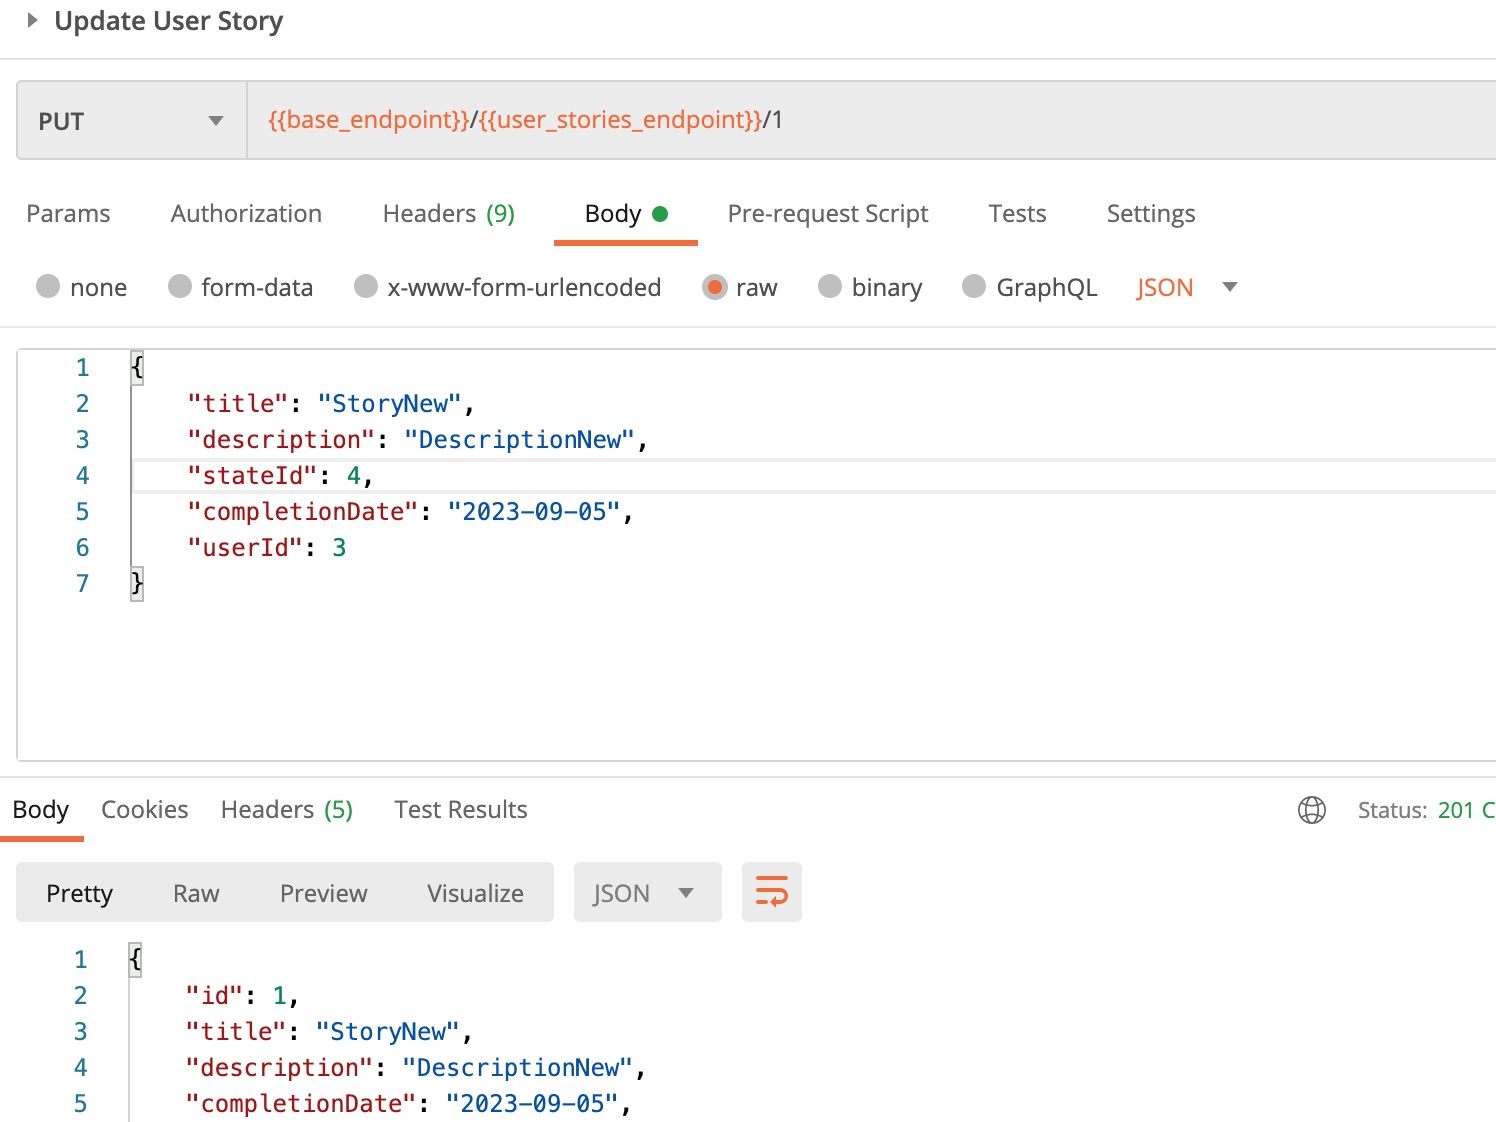 Update User Story
PUT {{base_endpoint}}/{{user_stories_endpoint}}/1
Params Authorization Headers (9) Body Pre-request Script Tests Settings
none form-data x-www-form-urlencoded raw binary GraphQL JSON
1 {
2 "title": "StoryNew",
3 "description": "DescriptionNew",
4 "stateId": 4,
5 "completionDate": "2023-09-05",
6 "userId": 3
7 }
Body Cookies Headers (5) Test Results Status: 201 C
Pretty Raw Preview Visualize JSON
1 {
2 "id": 1,
3 "title": "StoryNew",
4 "description": "DescriptionNew",
5 "completionDate": "2023-09-05",